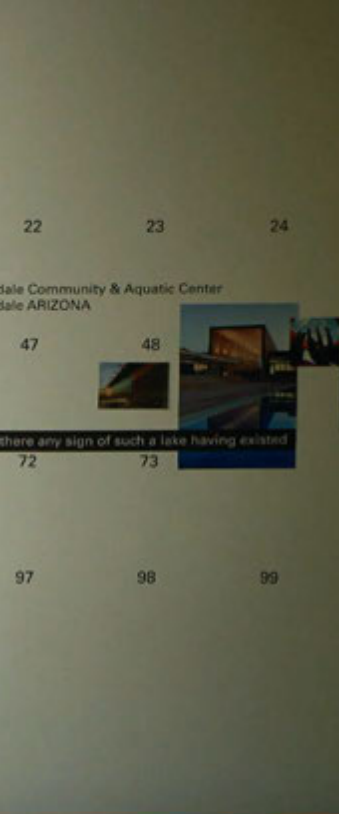 22 23 24
dale Community & Aquatic Center
dale ARIZONA
47 48
there any sign of such a lake having existed
72 73
97 98 99